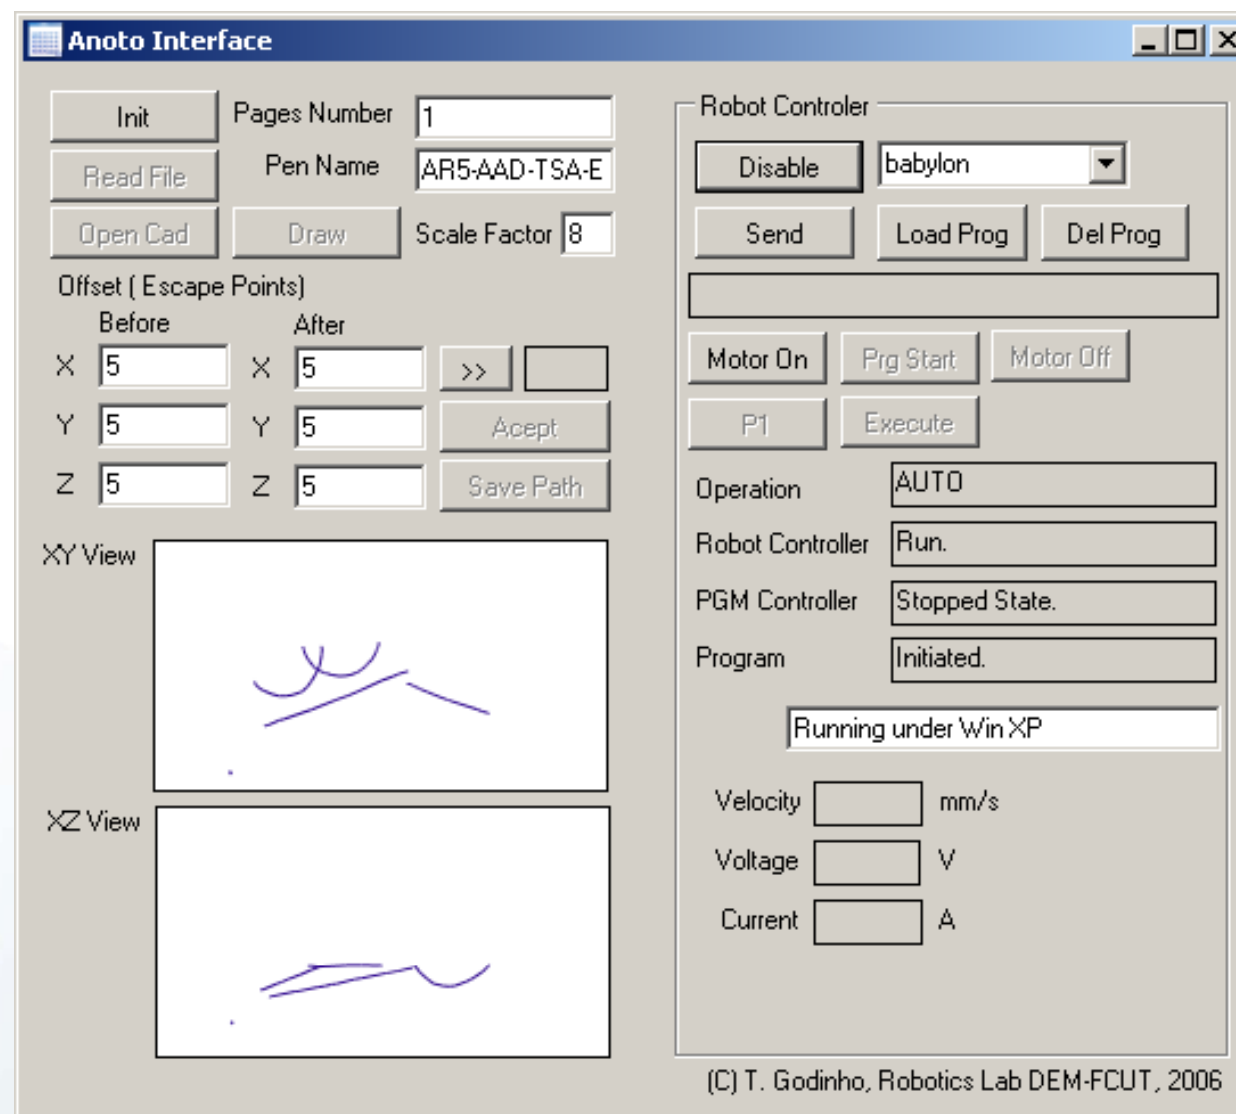 Anoto Interface
Init
Pages Number
1
Read File
Pen Name
AR5-AAD-TSA-E
Open Cad
Draw
Scale Factor
8
Offset ( Escape Points)
Before
After
X
5
X
5
>>
Y
5
Y
5
Acept
Z
5
Z
5
Save Path
XY View
XZ View
Robot Controler
Disable
babylon
Send
Load Prog
Del Prog
Motor On
Prg Start
Motor Off
P1
Execute
Operation
AUTO
Robot Controller
Run.
PGM Controller
Stopped State.
Program
Initiated.
Running under Win XP
Velocity
mm/s
Voltage
V
Current
A
(C) T. Godinho, Robotics Lab DEM-FCUT, 2006